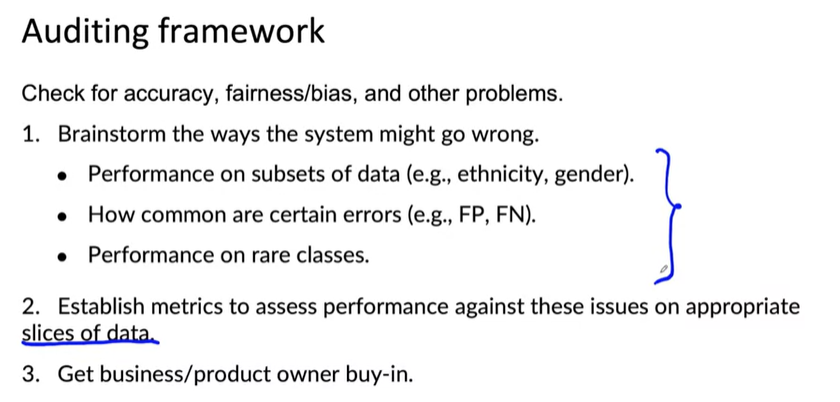 Auditing framework
Check for accuracy, fairness/bias, and other problems.
1. Brainstorm the ways the system might go wrong.
• Performance on subsets of data (e.g., ethnicity, gender).
• How common are certain errors (e.g., FP, FN).
• Performance on rare classes.
2. Establish metrics to assess performance against these issues on appropriate
slices of data.
3. Get business/product owner buy-in.